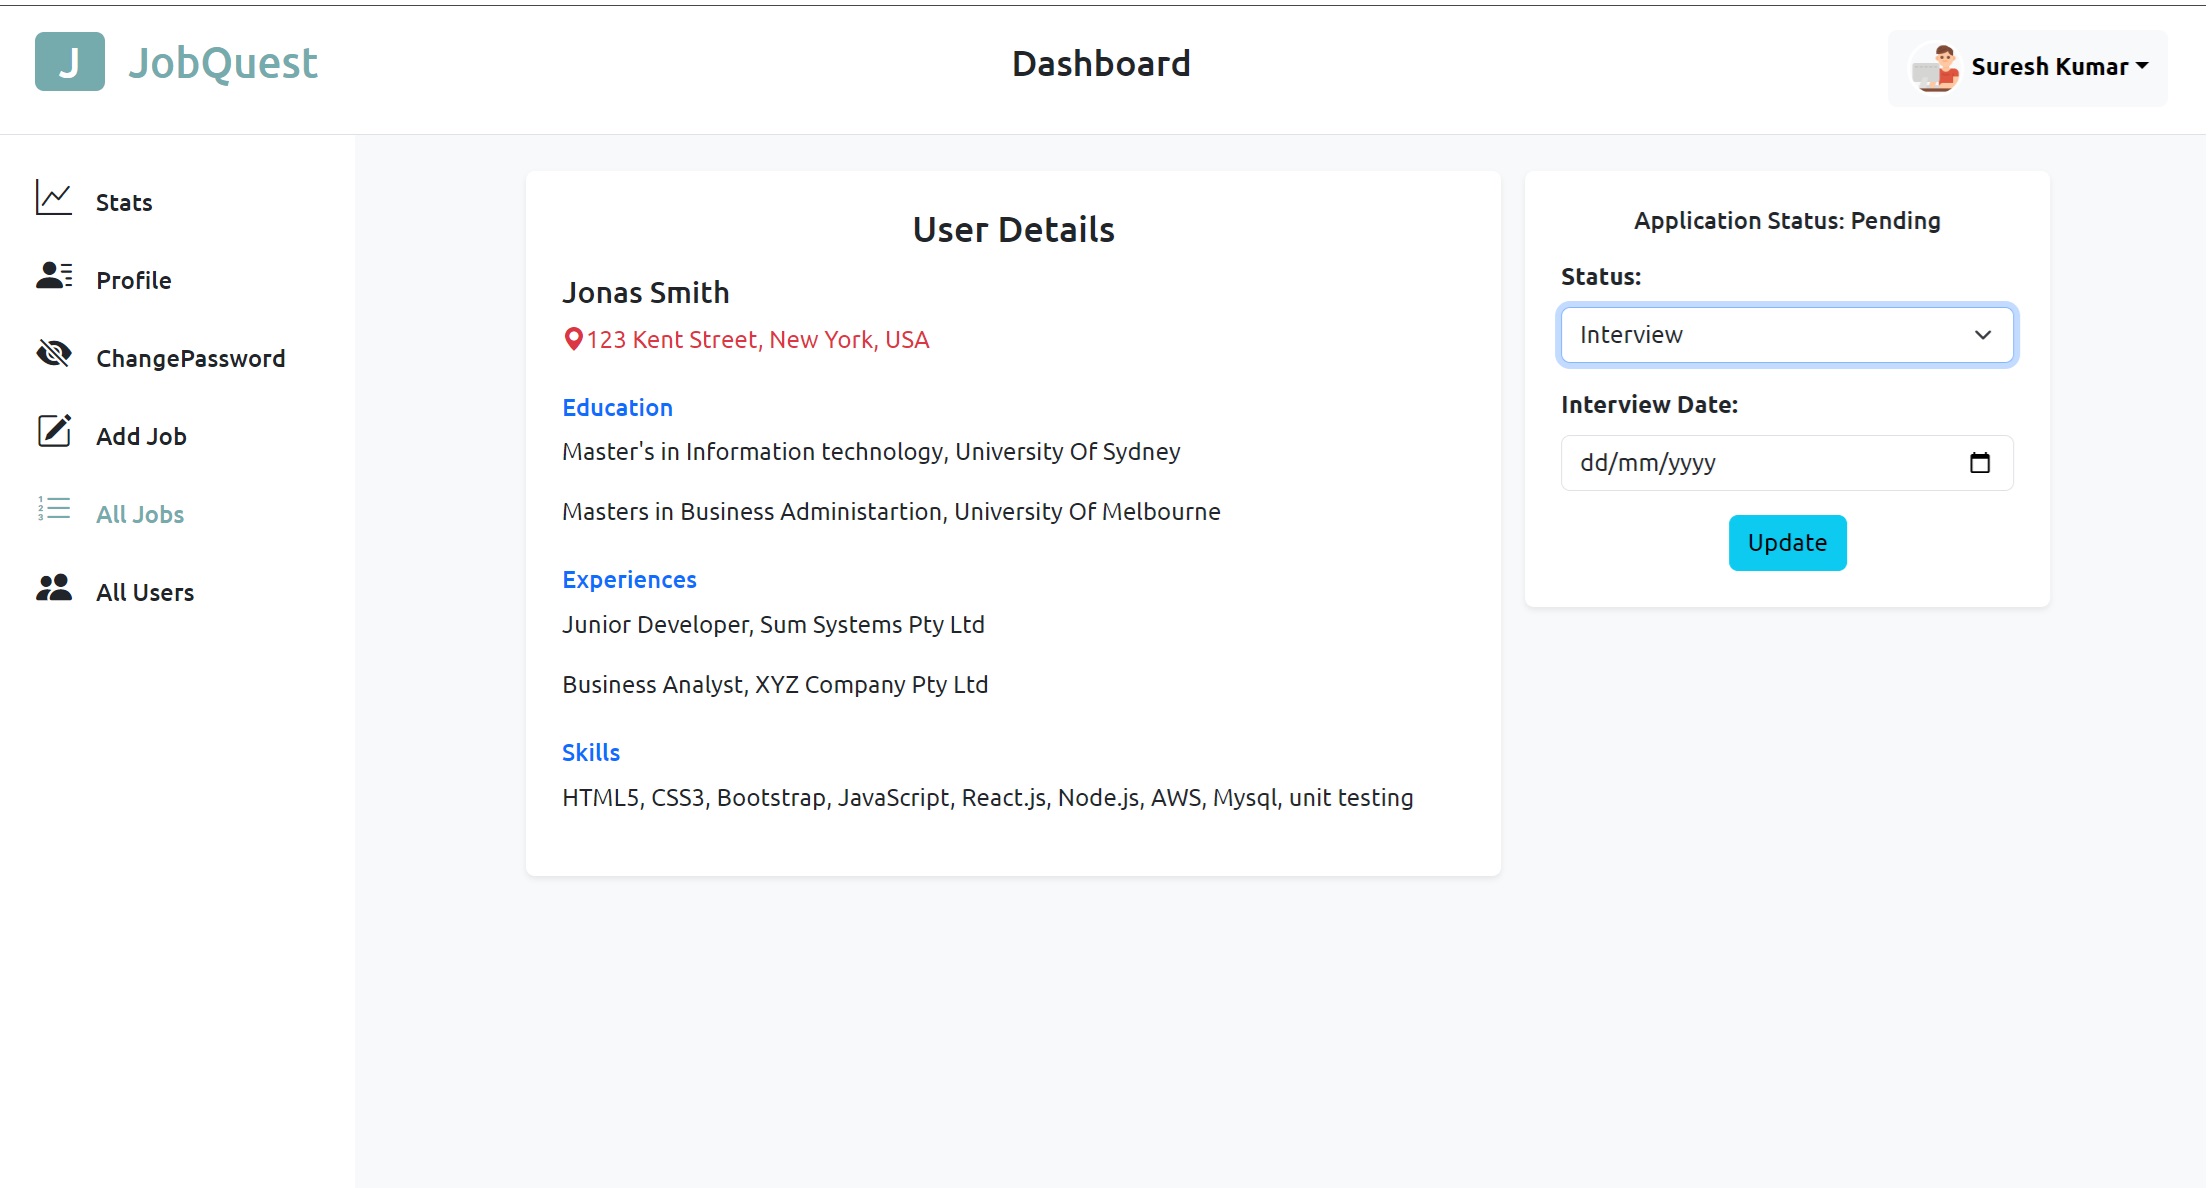 J JobQuest
Dashboard
Suresh Kumar
Stats
Profile
ChangePassword
Add Job
1 2 3
All Jobs
All Users
User Details
Jonas Smith
123 Kent Street, New York, USA
Education
Master's in Information technology, University Of Sydney
Masters in Business Administartion, University Of Melbourne
Experiences
Junior Developer, Sum Systems Pty Ltd
Business Analyst, XYZ Company Pty Ltd
Skills
HTML5, CSS3, Bootstrap, JavaScript, React.js, Node.js, AWS, Mysql, unit testing
Application Status: Pending
Status:
Interview
Interview Date:
dd/mm/yyyy
Update